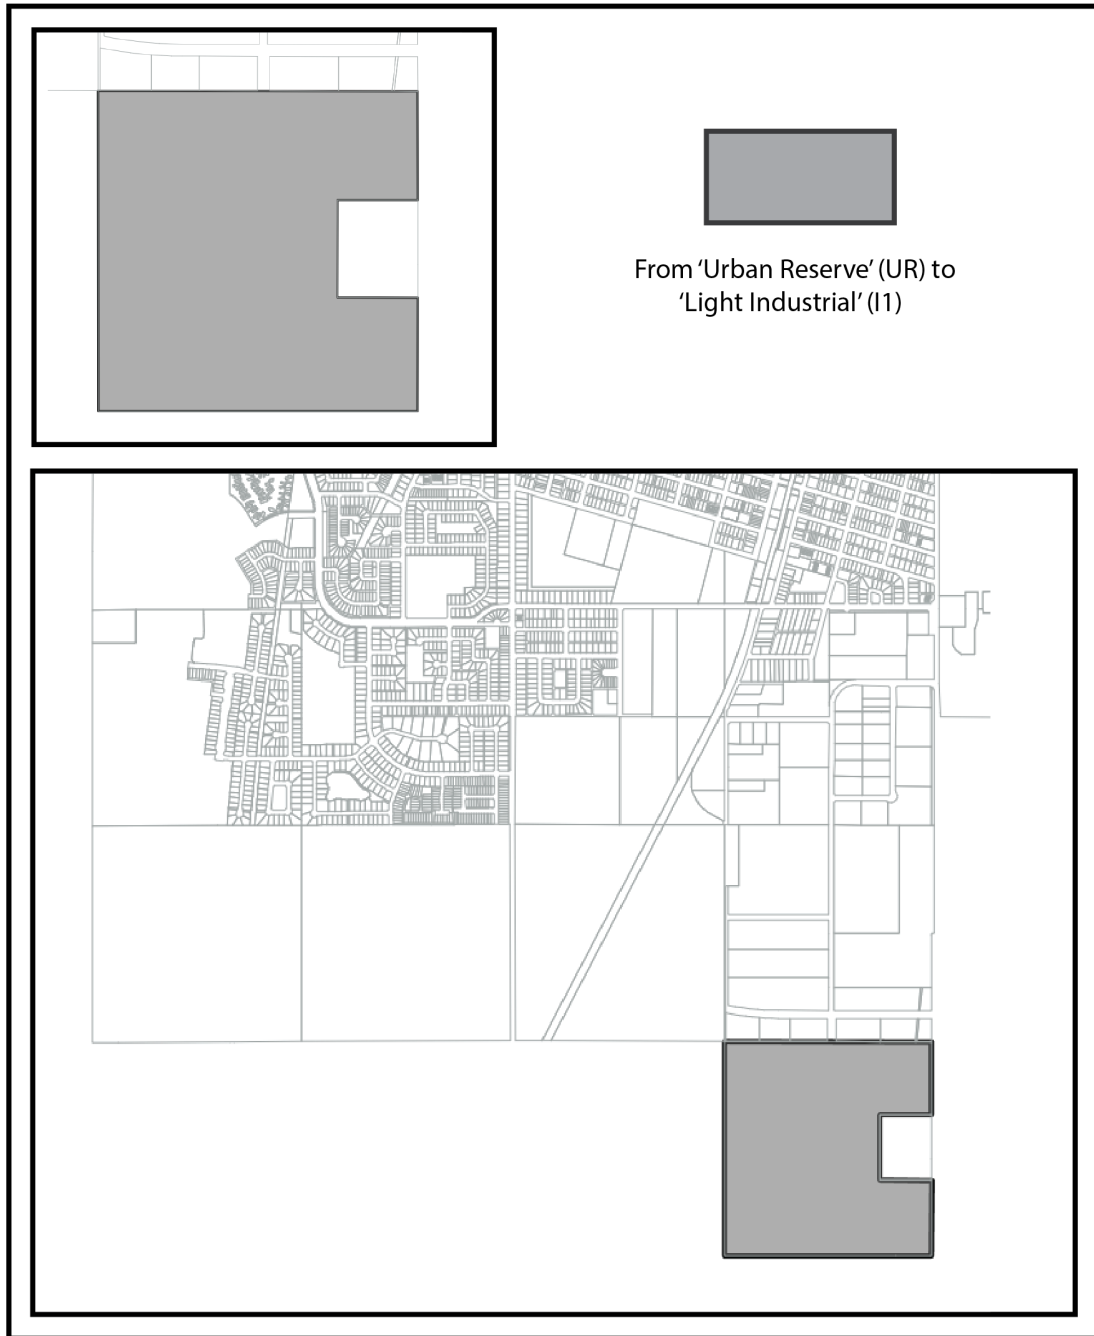 From ‘Urban Reserve’ (UR) to
‘Light Industrial’ (I1)